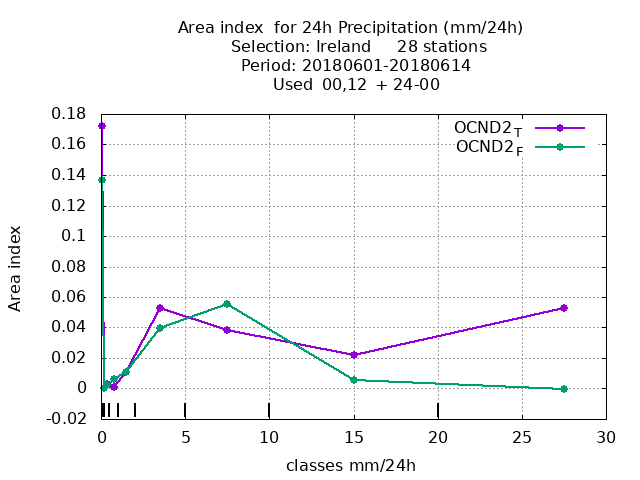 Area index  for 24h Precipitation (mm/24h)
Selection: Ireland     28 stations
Period: 20180601-20180614
Used  00,12  + 24-00
OCND2_T
OCND2_F
Area index
0.18
0.16
0.14
0.12
0.1
0.08
0.06
0.04
0.02
0
-0.02
0 5 10 15 20 25 30
classes mm/24h